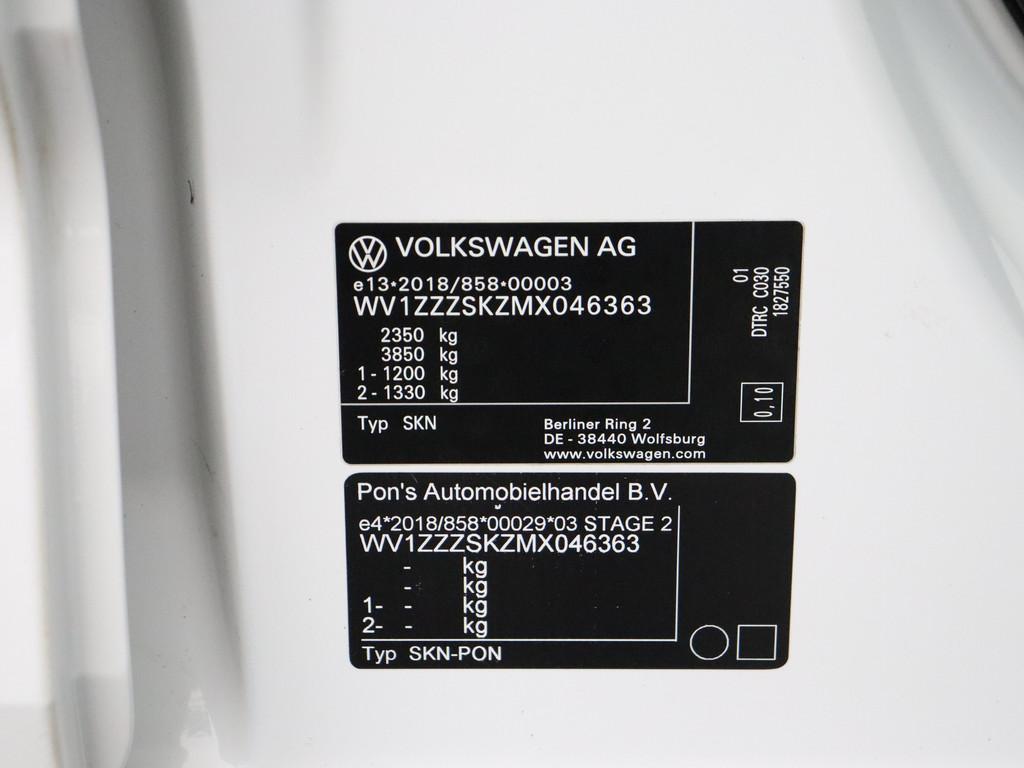 VOLKSWAGEN AG
e13*2018/858*00003
WV1ZZZSKZMX046363
2350 kg
3850 kg
1 - 1200 kg
2 - 1330 kg
Typ SKN
Berliner Ring 2
DE - 38440 Wolfsburg
www.volkswagen.com
01
DTRC C030
1827550
0,10
Pon's Automobielhandel B.V.
e4*2018/858*00029*03 STAGE 2
WV1ZZZSKZMX046363
- kg
- kg
1- - kg
2- - kg
Typ SKN-PON